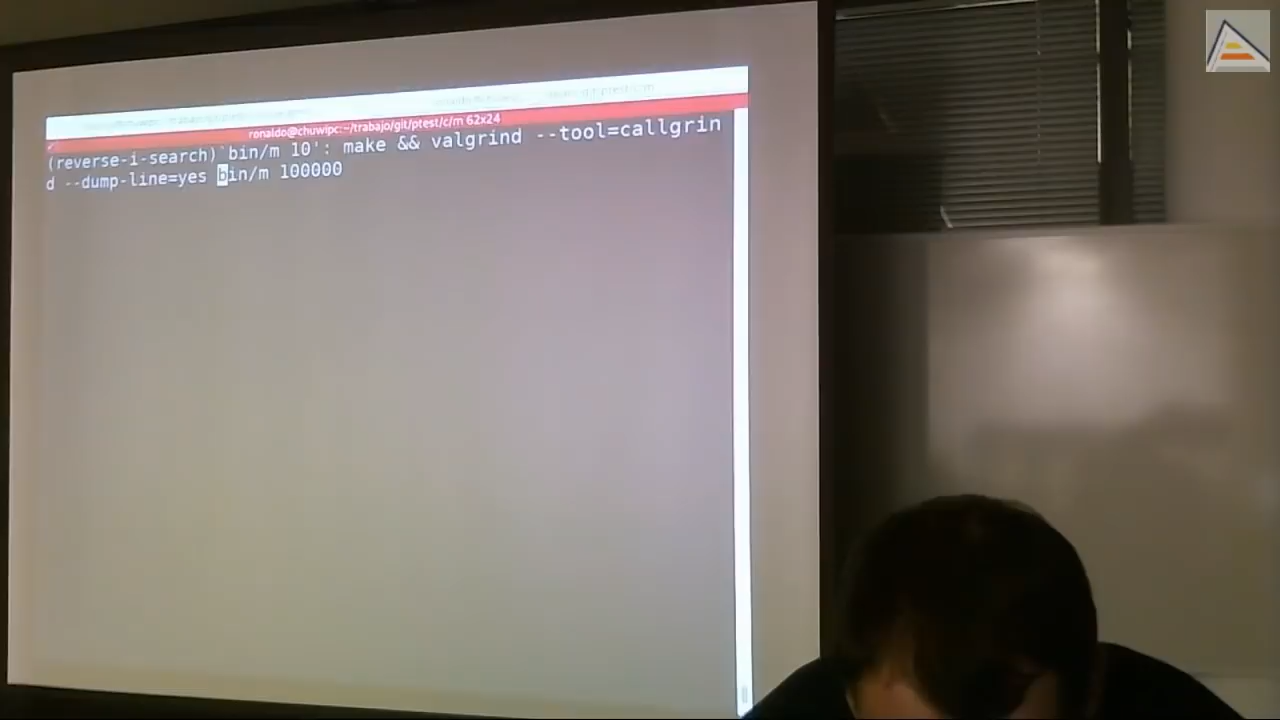 ronaldo@chuwipc: ~/trabajo/git/ptest/c/m 62x24
(reverse-i-search)`bin/m 10': make && valgrind --tool=callgrin
d --dump-line=yes bin/m 100000